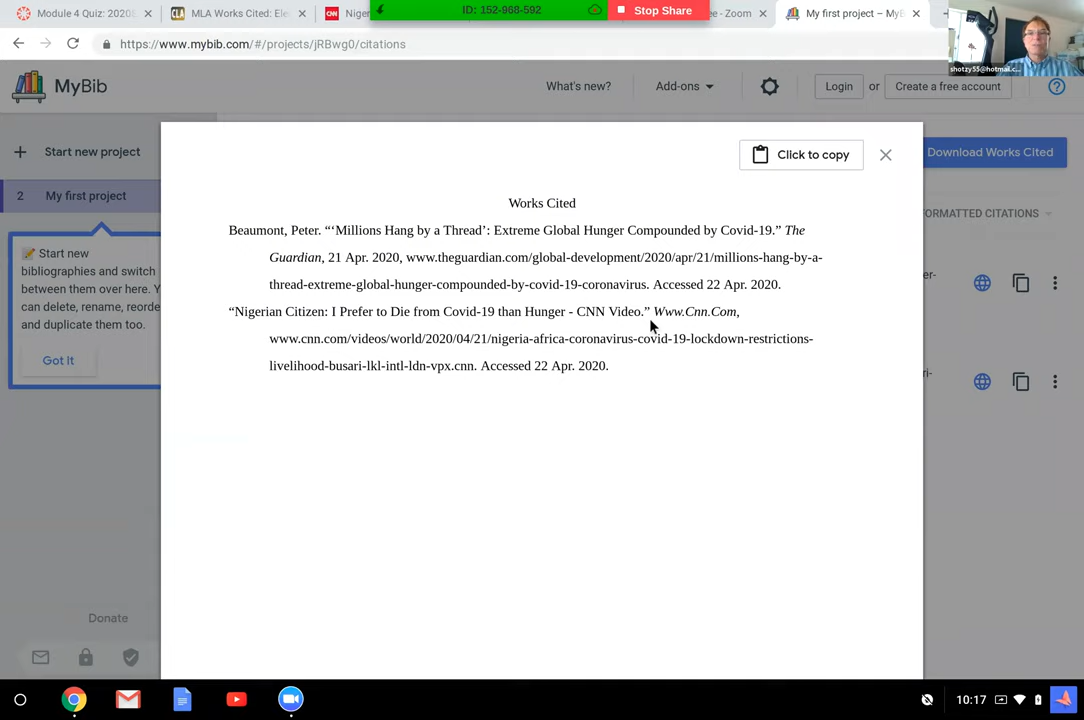 Module 4 Quiz: 2020
MLA Works Cited: Ele
CNN
Nige
ID: 152-968-592
Stop Share
ee - Zoom
My first project – MyB
https://www.mybib.com/#/projects/jRBwg0/citations
shotzy55@hotmail.c...
MyBib
What's new?
Add-ons
Login
or
Create a free account
?
+ Start new project
Click to copy
Download Works Cited
2 My first project
Works Cited
ORMATTED CITATIONS
Start new
bibliographies and switch
between them over here. Y
can delete, rename, reorde
and duplicate them too.
Got It
Beaumont, Peter. “‘Millions Hang by a Thread’: Extreme Global Hunger Compounded by Covid-19.” The
Guardian, 21 Apr. 2020, www.theguardian.com/global-development/2020/apr/21/millions-hang-by-a-
thread-extreme-global-hunger-compounded-by-covid-19-coronavirus. Accessed 22 Apr. 2020.
“Nigerian Citizen: I Prefer to Die from Covid-19 than Hunger - CNN Video.” Www.Cnn.Com,
www.cnn.com/videos/world/2020/04/21/nigeria-africa-coronavirus-covid-19-lockdown-restrictions-
livelihood-busari-lkl-intl-ldn-vpx.cnn. Accessed 22 Apr. 2020.
er-
ri-
Donate
10:17